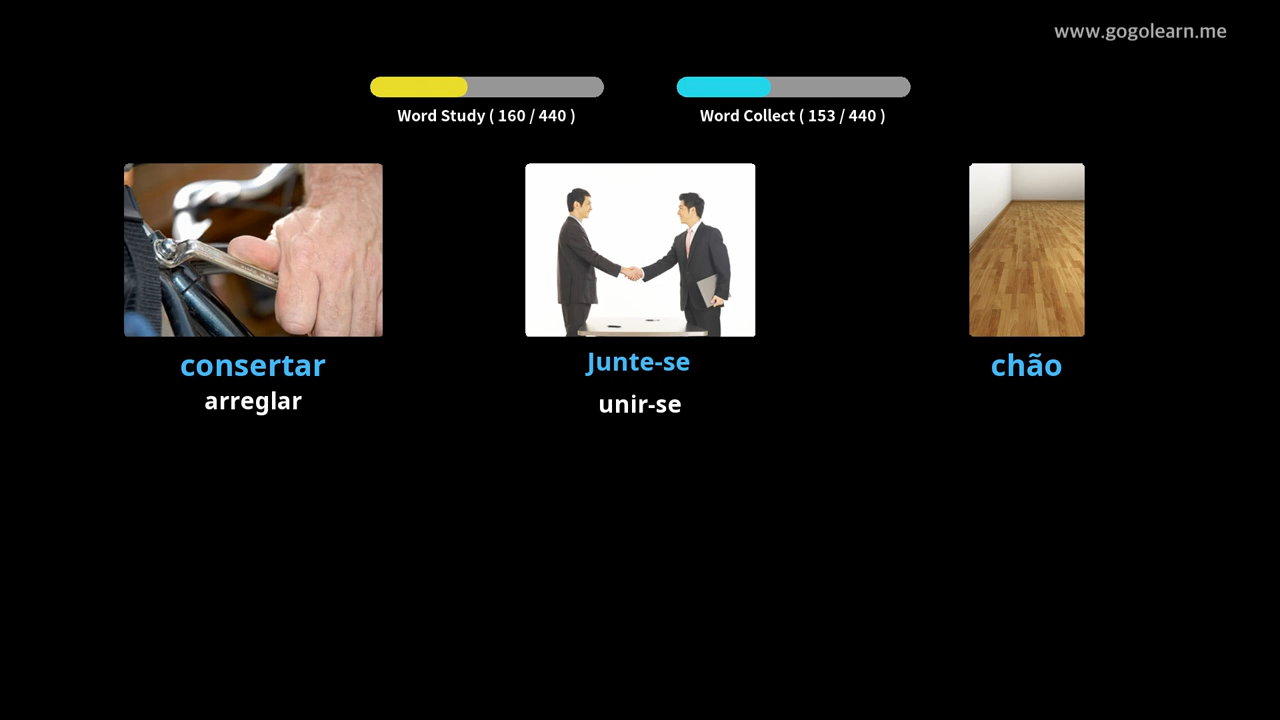 www.gogolearn.me
Word Study ( 160 / 440 )
Word Collect ( 153 / 440 )
consertar
arreglar
Junte-se
unir-se
chão